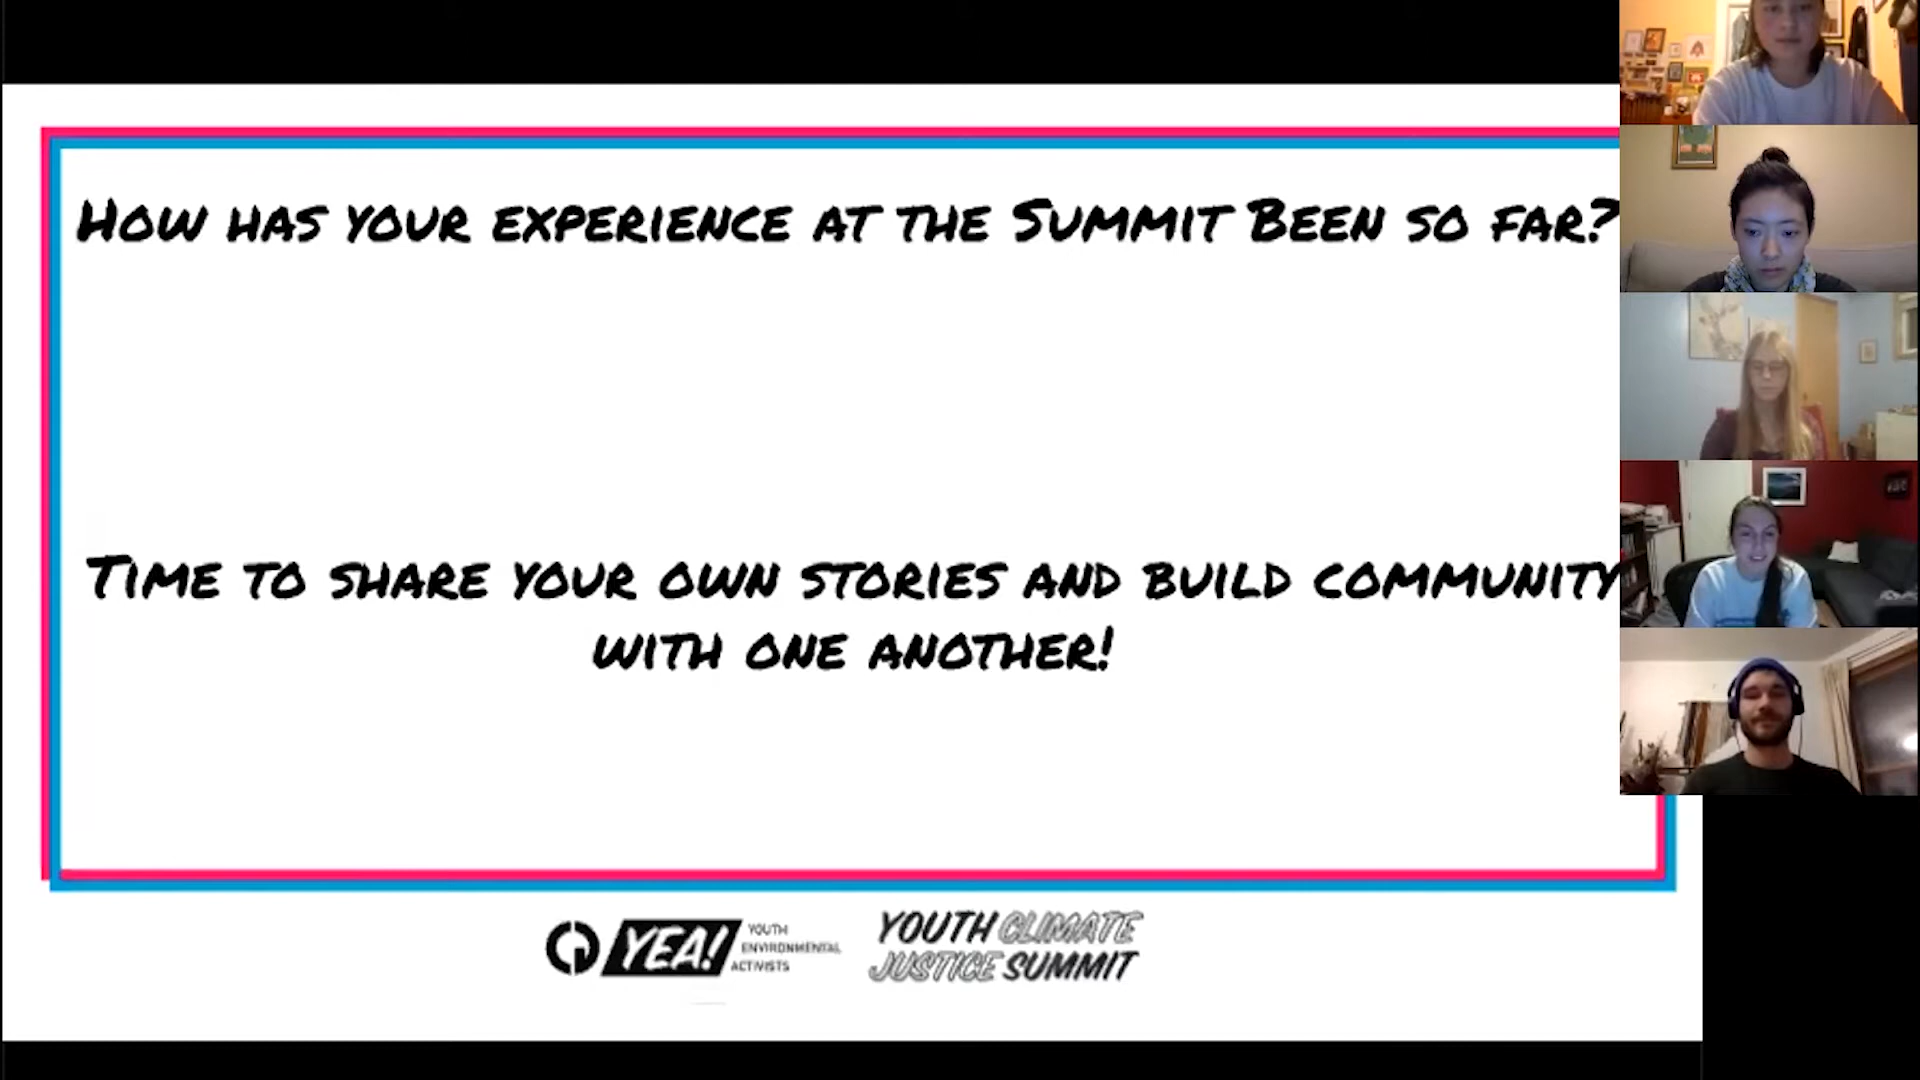 How has your experience at the Summit Been so far?
Time to share your own stories and build community
with one another!
YEA! YOUTH
ENVIRONMENTAL
ACTIVISTS
YOUTH CLIMATE
JUSTICE SUMMIT